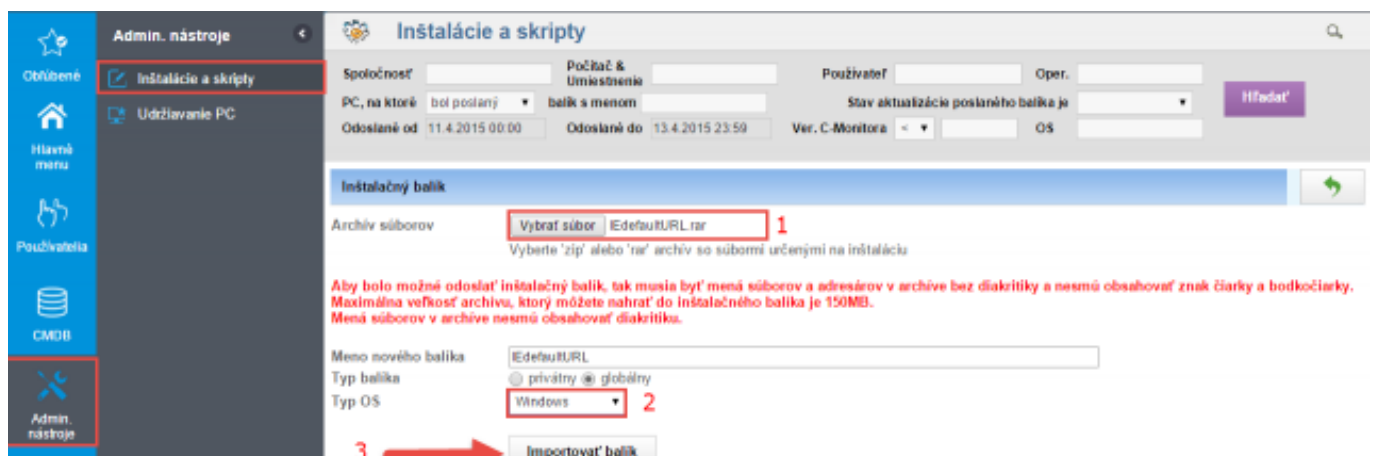 Obľúbené
Hlavné menu
Používatelia
CMDB
Admin. nástroje
Admin. nástroje
Inštalácie a skripty
Udržiavanie PC
Inštalácie a skripty
Spoločnosť Počítač & Umiestnenie Používateľ Oper.
PC, na ktoré bol poslaný balík s menom Stav aktualizácie poslaného balíka je Hľadať
Odoslané od 11.4.2015 00:00 Odoslané do 13.4.2015 23:59 Ver. C-Monitora < OS
Inštalačný balík
Archív súborov Vybrať súbor IEdefaultURL.rar 1
Vyberte 'zip' alebo 'rar' archív so súbormi určenými na inštaláciu
Aby bolo možné odoslať inštalačný balík, tak musia byť mená súborov a adresárov v archíve bez diakritiky a nesmú obsahovať znak čiarky a bodkočiarky.
Maximálna veľkosť archivu, ktorý môžete nahrať do inštalačného balíka je 150MB.
Mená súborov v archíve nesmú obsahovať diakritiku.
Meno nového balíka IEdefaultURL
Typ balíka privátny globálny
Typ OS Windows 2
3 Importovať balík